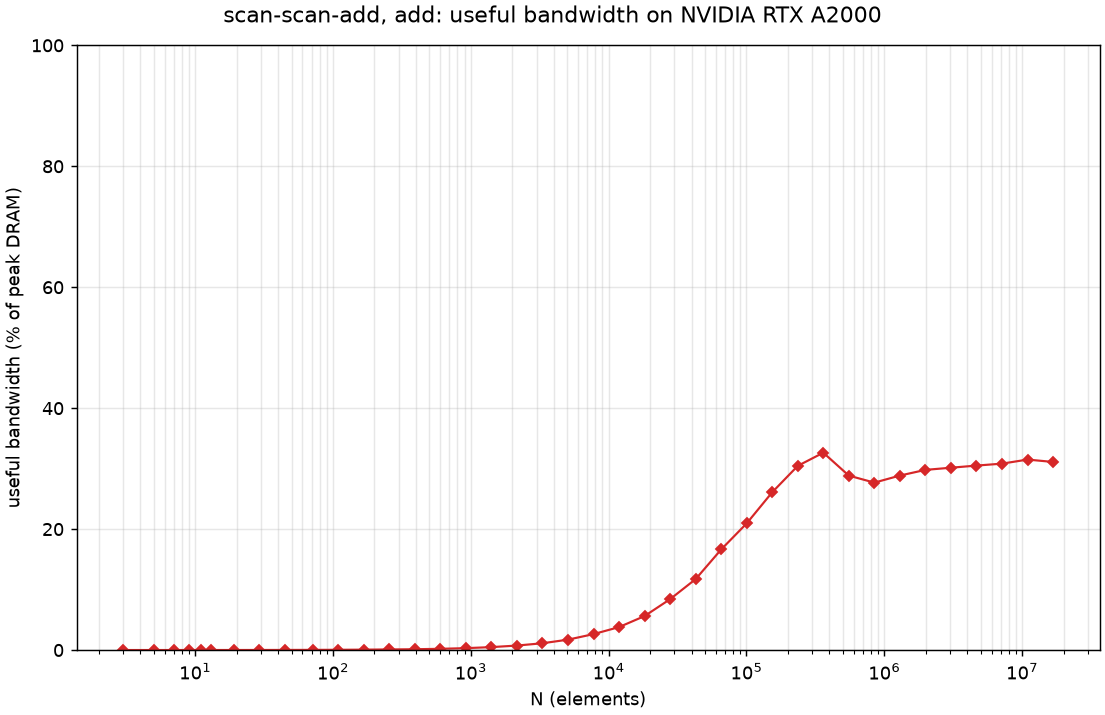 scan-scan-add, add: useful bandwidth on NVIDIA RTX A2000
useful bandwidth (% of peak DRAM)
100
80
60
40
20
0
10¹ 10² 10³ 10⁴ 10⁵ 10⁶ 10⁷
N (elements)